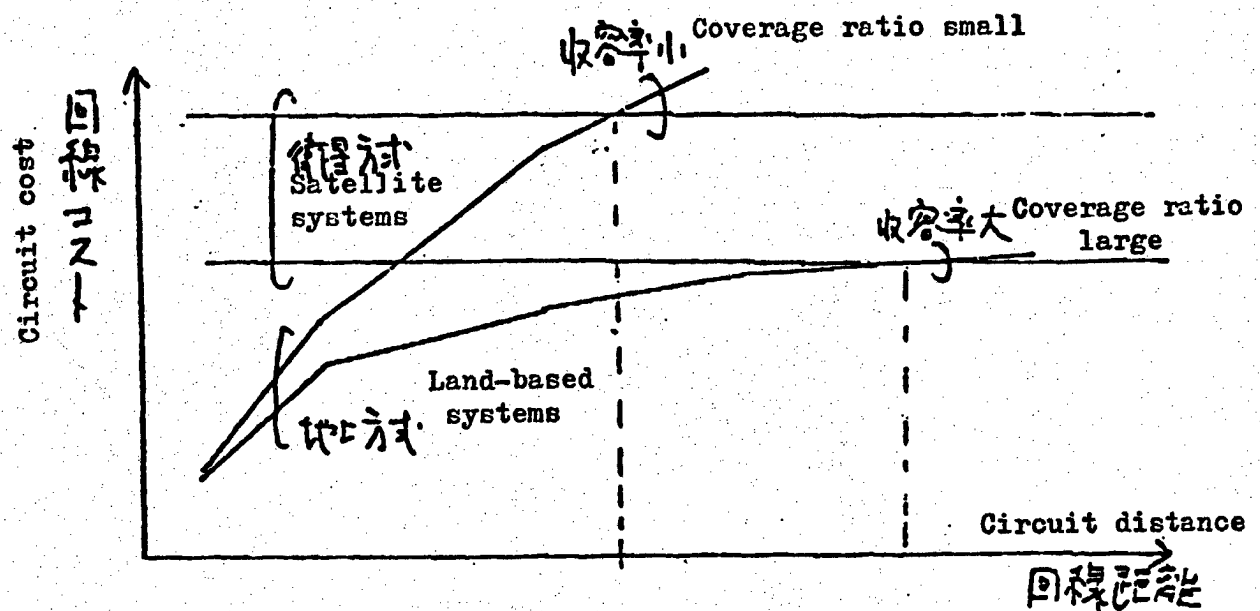 収容率小 Coverage ratio small
Circuit cost
回線コスト
衛星方式
Satellite
systems
収容率大 Coverage ratio
large
Land-based
systems
地上方式
Circuit distance
回線距離